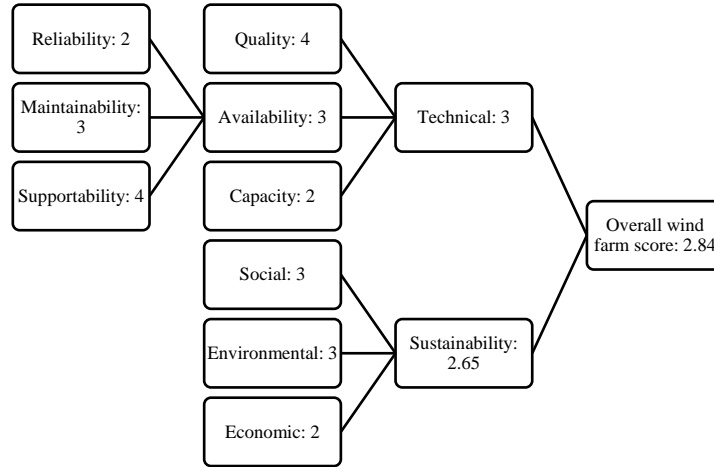 Reliability: 2
Maintainability:
3
Supportability: 4
Quality: 4
Availability: 3
Capacity: 2
Social: 3
Environmental: 3
Economic: 2
Technical: 3
Sustainability:
2.65
Overall wind
farm score: 2.84